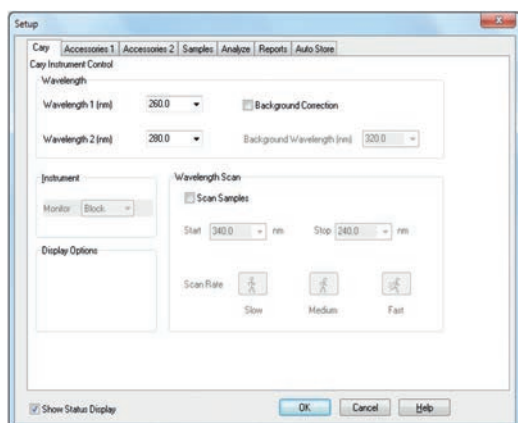 Setup
Cary Accessories 1 Accessories 2 Samples Analyze Reports Auto Store
Cary Instrument Control
Wavelength
Wavelength 1 (nm) 260.0 Background Correction
Wavelength 2 (nm) 280.0 Background Wavelength (nm) 320.0
Instrument
Monitor Block
Wavelength Scan
Scan Samples
Start 340.0 nm Stop 240.0 nm
Display Options
Scan Rate
Slow Medium Fast
Show Status Display OK Cancel Help